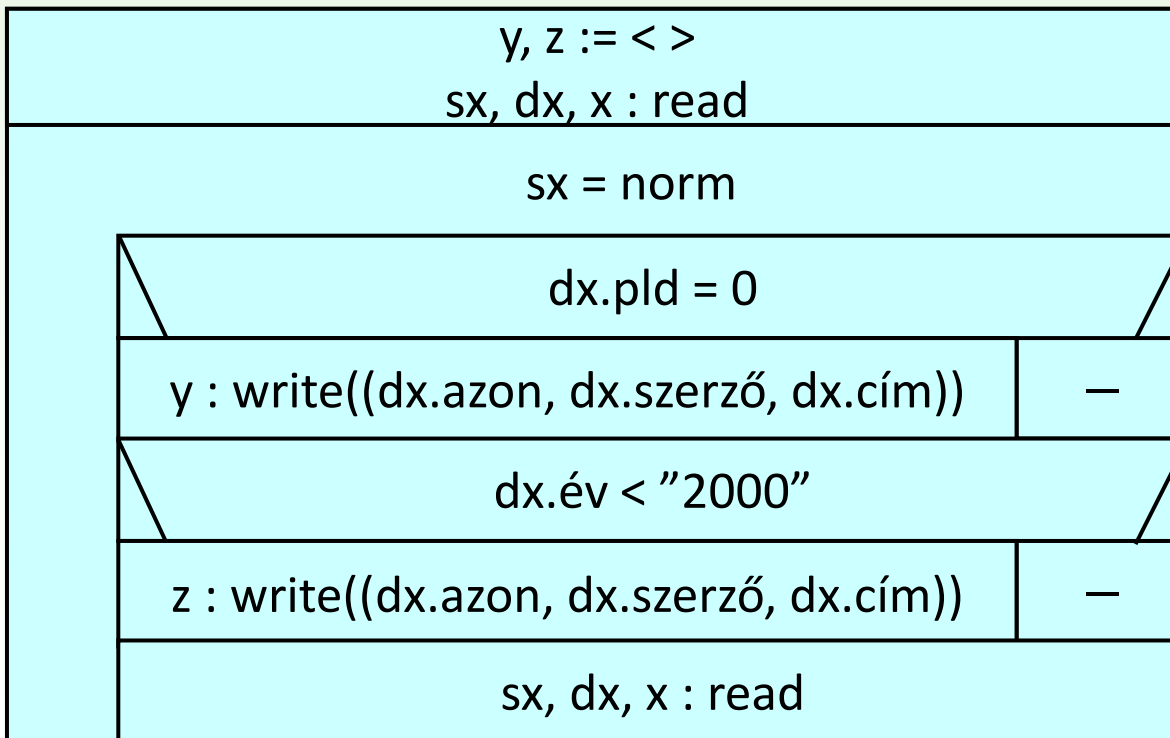 y, z := < >
sx, dx, x : read
sx = norm
dx.pld = 0
y : write((dx.azon, dx.szerző, dx.cím))
—
dx.év < ”2000”
z : write((dx.azon, dx.szerző, dx.cím))
—
sx, dx, x : read